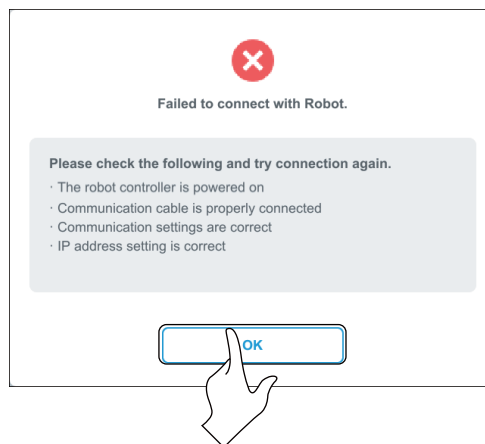 Failed to connect with Robot.
Please check the following and try connection again.
· The robot controller is powered on
· Communication cable is properly connected
· Communication settings are correct
· IP address setting is correct
OK